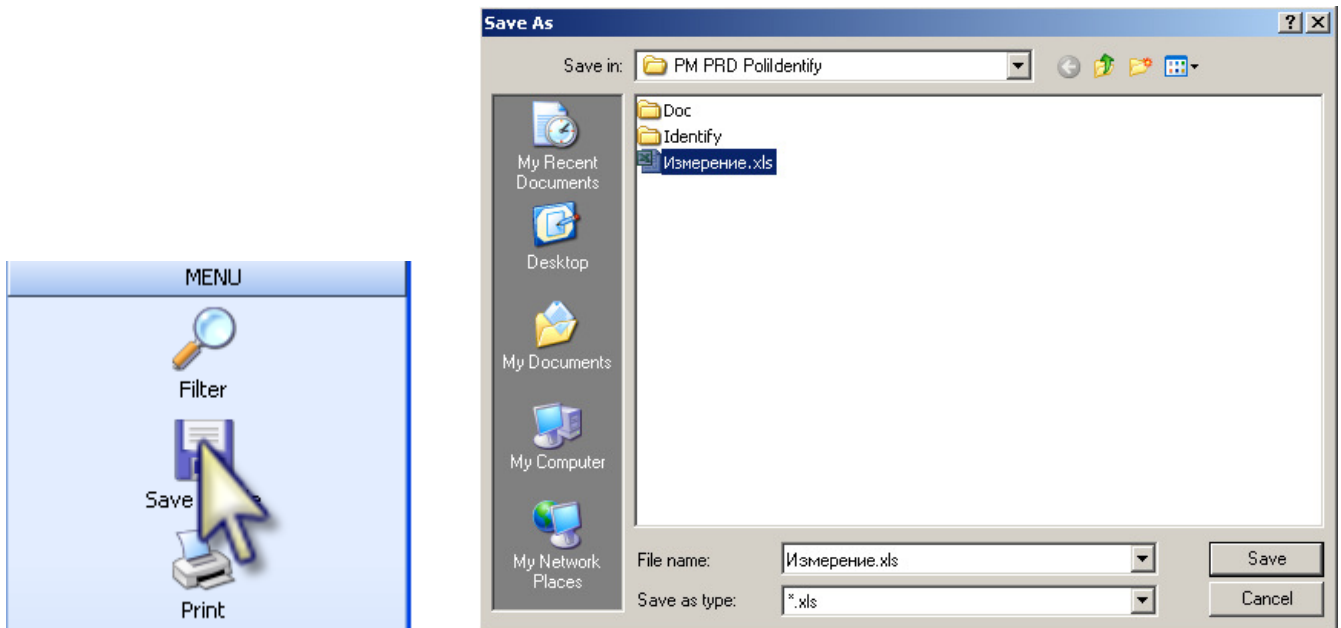 MENU
Filter
Save
Print
Save As
Save in:
PM PRD PoliIdentify
My Recent
Documents
Desktop
My Documents
My Computer
My Network
Places
Doc
Identify
Измерение.xls
File name:
Измерение.xls
Save
Save as type:
*.xls
Cancel